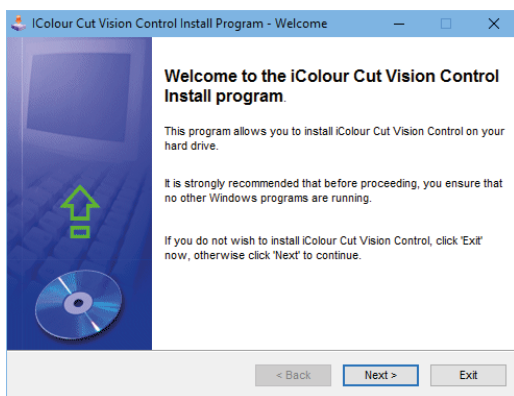 IColour Cut Vision Control Install Program - Welcome
Welcome to the iColour Cut Vision Control
Install program.
This program allows you to install iColour Cut Vision Control on your
hard drive.
It is strongly recommended that before proceeding, you ensure that
no other Windows programs are running.
If you do not wish to install iColour Cut Vision Control, click 'Exit'
now, otherwise click 'Next' to continue.
< Back Next > Exit